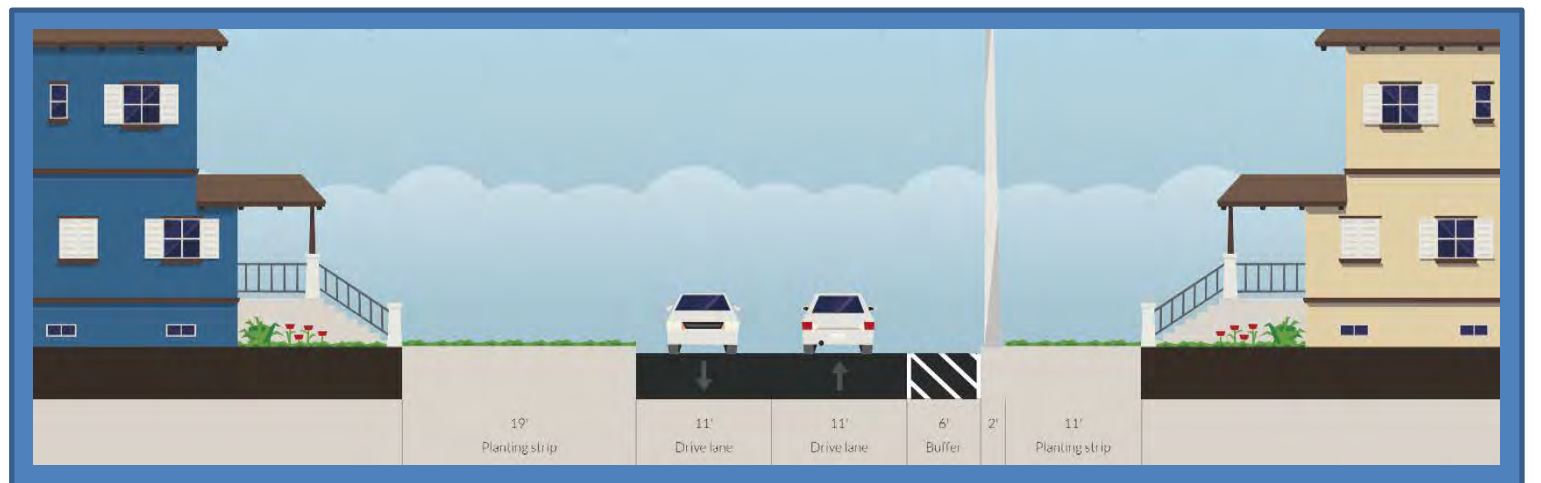 19' 11' 11' 6' 2' 11'
Planting strip Drive lane Drive lane Buffer Planting strip